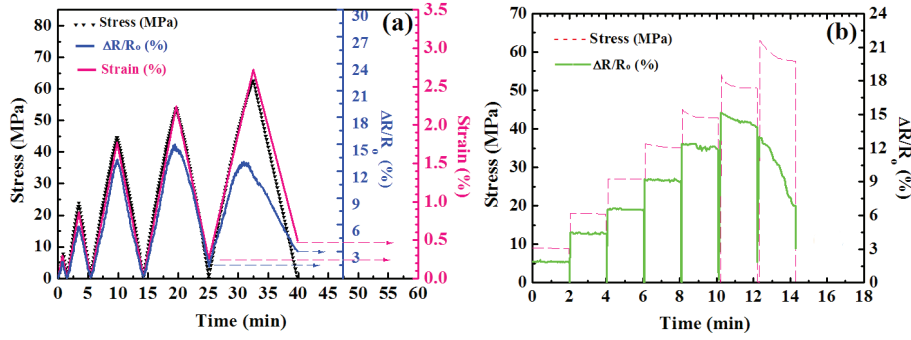 (a)
Stress (MPa)
ΔR/R₀ (%)
Strain (%)
Stress (MPa)
80
70
60
50
40
30
20
10
0
0 5 10 15 20 25 30 35 40 45 50 55 60
Time (min)
30
27
24
21
18
15
12
9
6
3
ΔR/R₀ (%)
3.5
3.0
2.5
2.0
1.5
1.0
0.5
0.0
Strain (%)
(b)
Stress (MPa)
ΔR/R₀ (%)
Stress (MPa)
70
60
50
40
30
20
10
0
0 2 4 6 8 10 12 14 16 18
Time (min)
24
21
18
15
12
9
6
3
0
ΔR/R₀ (%)